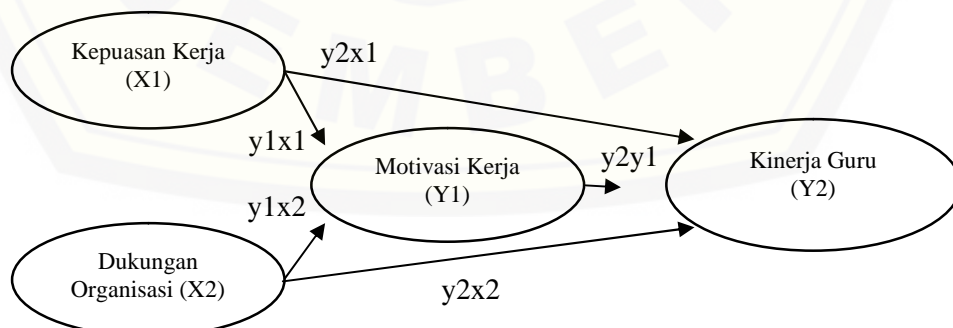 Kepuasan Kerja
(X1)
y2x1
y1x1
Motivasi Kerja
(Y1)
y2y1
Kinerja Guru
(Y2)
y1x2
Dukungan
Organisasi (X2)
y2x2